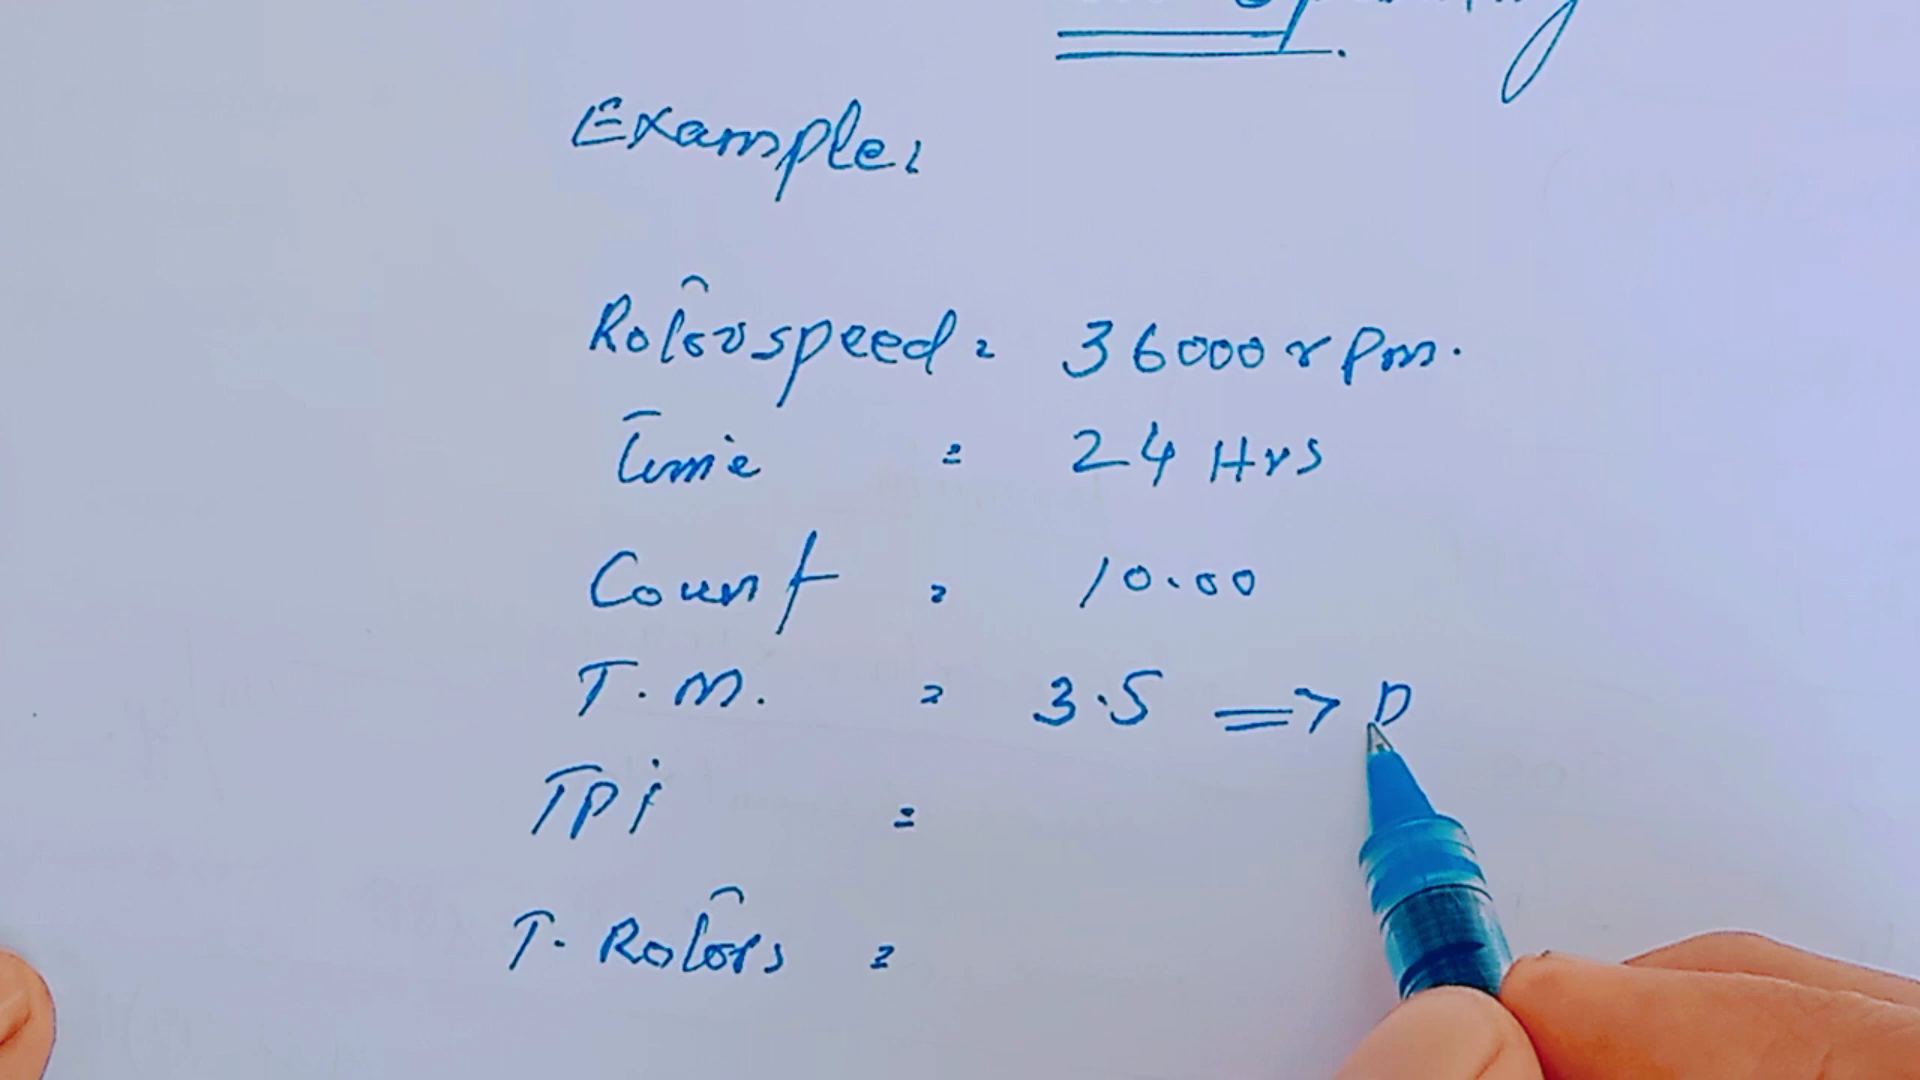 Example:
Rotor speed = 36000 rpm.
Time = 24 Hrs
Count = 10.00
T.M. = 3.5 => D
TPi =
T. Rotors =